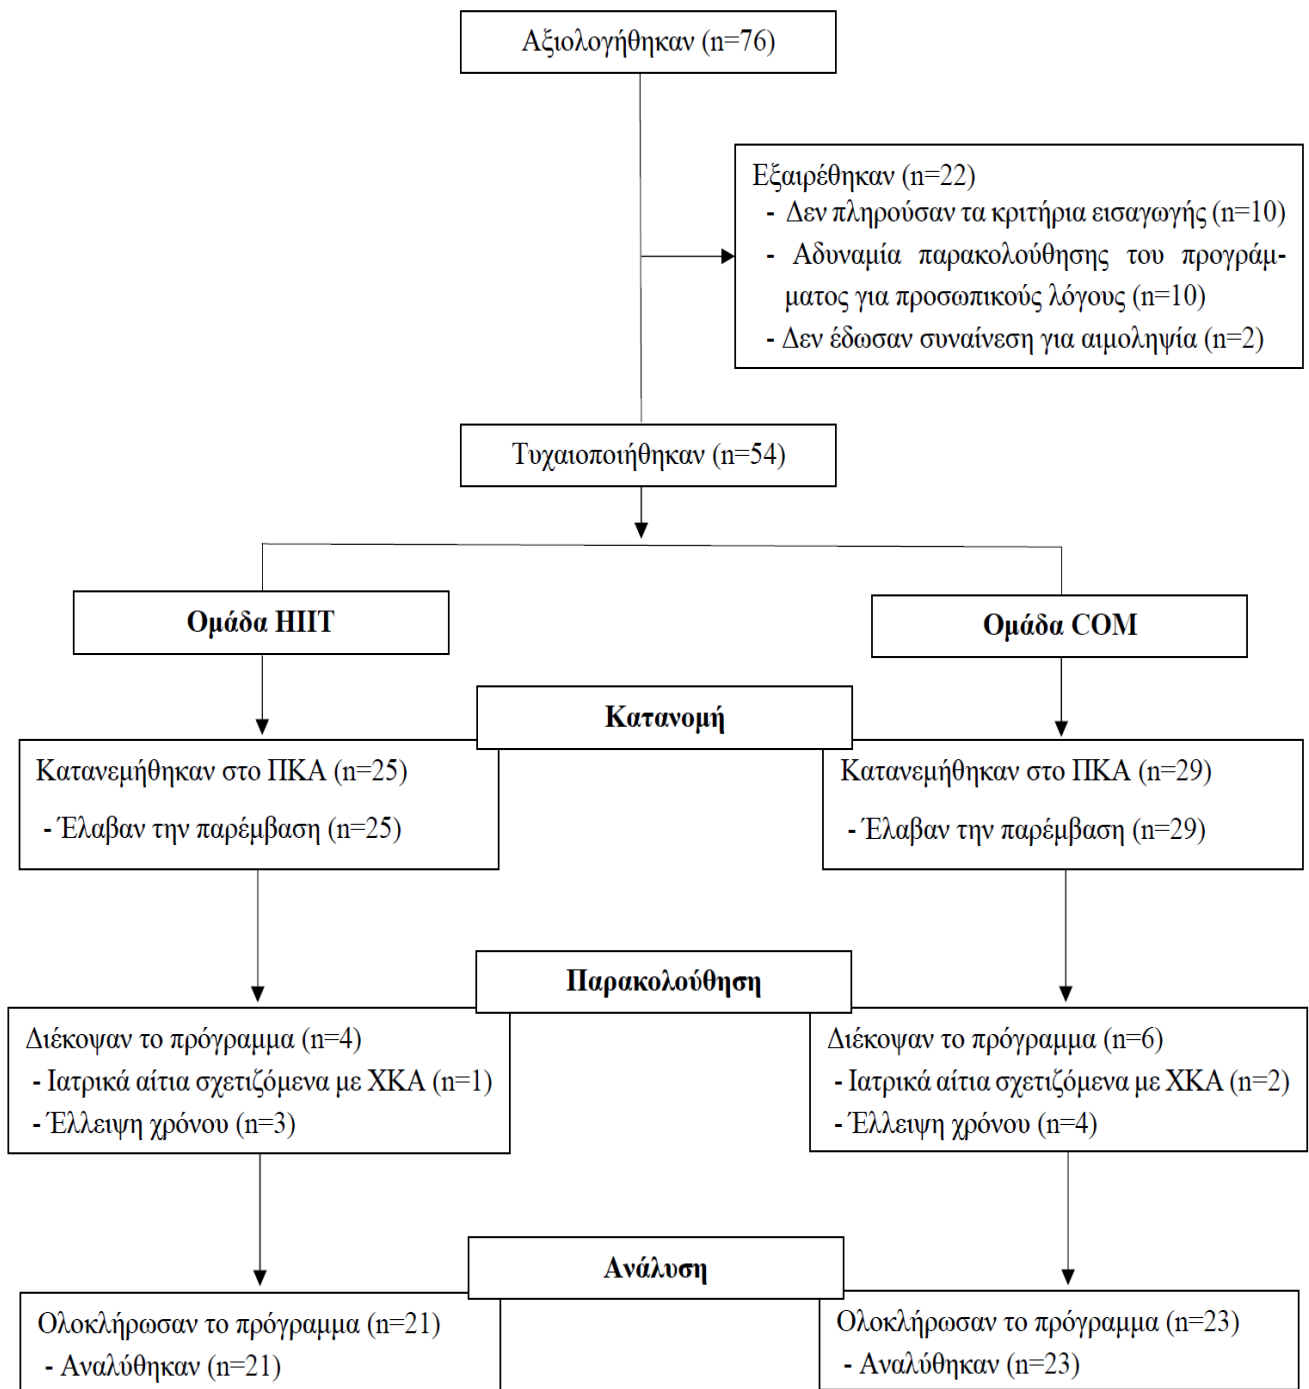 Αξιολογήθηκαν (n=76)
Εξαιρέθηκαν (n=22)
- Δεν πληρούσαν τα κριτήρια εισαγωγής (n=10)
- Αδυναμία παρακολούθησης του προγράμ-
ματος για προσωπικούς λόγους (n=10)
- Δεν έδωσαν συναίνεση για αιμοληψία (n=2)
Τυχαιοποιήθηκαν (n=54)
Ομάδα HIIT
Ομάδα COM
Κατανομή
Κατανεμήθηκαν στο ΠΚΑ (n=25)
- Έλαβαν την παρέμβαση (n=25)
Κατανεμήθηκαν στο ΠΚΑ (n=29)
- Έλαβαν την παρέμβαση (n=29)
Παρακολούθηση
Διέκοψαν το πρόγραμμα (n=4)
- Ιατρικά αίτια σχετιζόμενα με ΧΚΑ (n=1)
- Έλλειψη χρόνου (n=3)
Διέκοψαν το πρόγραμμα (n=6)
- Ιατρικά αίτια σχετιζόμενα με ΧΚΑ (n=2)
- Έλλειψη χρόνου (n=4)
Ανάλυση
Ολοκλήρωσαν το πρόγραμμα (n=21)
- Αναλύθηκαν (n=21)
Ολοκλήρωσαν το πρόγραμμα (n=23)
- Αναλύθηκαν (n=23)